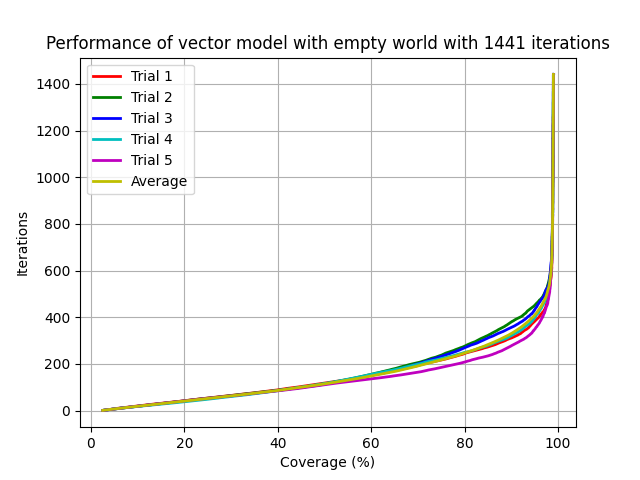 Performance of vector model with empty world with 1441 iterations
Trial 1
Trial 2
Trial 3
Trial 4
Trial 5
Average
Iterations
1400
1200
1000
800
600
400
200
0
0 20 40 60 80 100
Coverage (%)